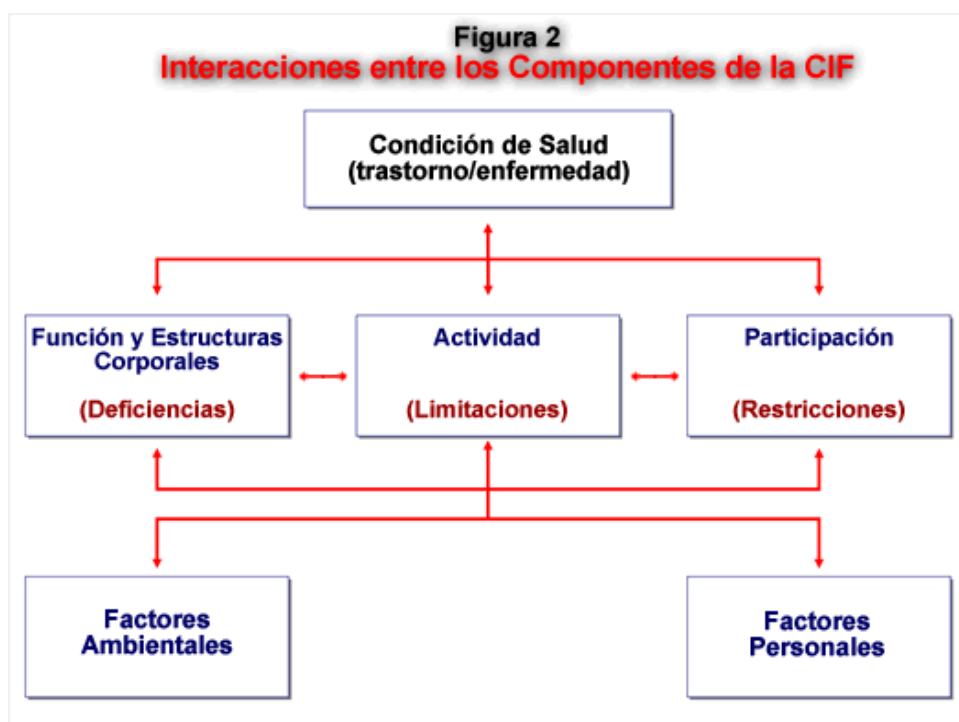 Figura 2
Interacciones entre los Componentes de la CIF
Condición de Salud
(trastorno/enfermedad)
Función y Estructuras
Corporales
(Deficiencias)
Actividad
(Limitaciones)
Participación
(Restricciones)
Factores
Ambientales
Factores
Personales